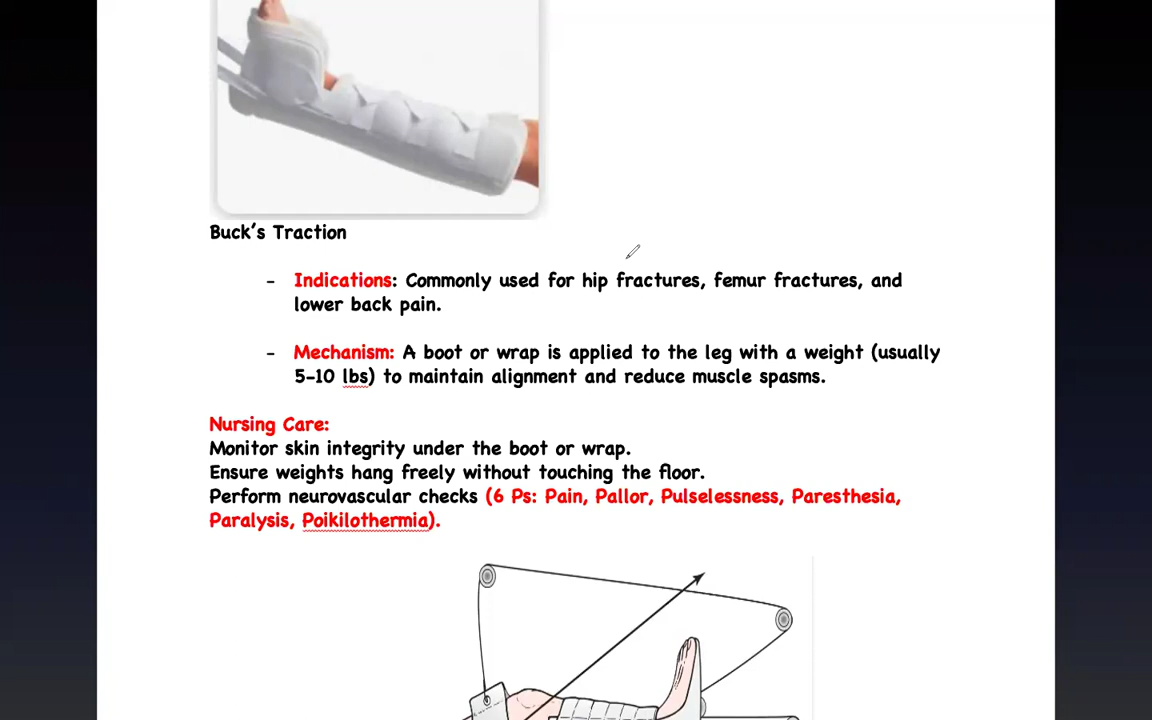 Buck's Traction
- Indications: Commonly used for hip fractures, femur fractures, and
lower back pain.
- Mechanism: A boot or wrap is applied to the leg with a weight (usually
5-10 lbs) to maintain alignment and reduce muscle spasms.
Nursing Care:
Monitor skin integrity under the boot or wrap.
Ensure weights hang freely without touching the floor.
Perform neurovascular checks (6 Ps: Pain, Pallor, Pulselessness, Paresthesia,
Paralysis, Poikilothermia).